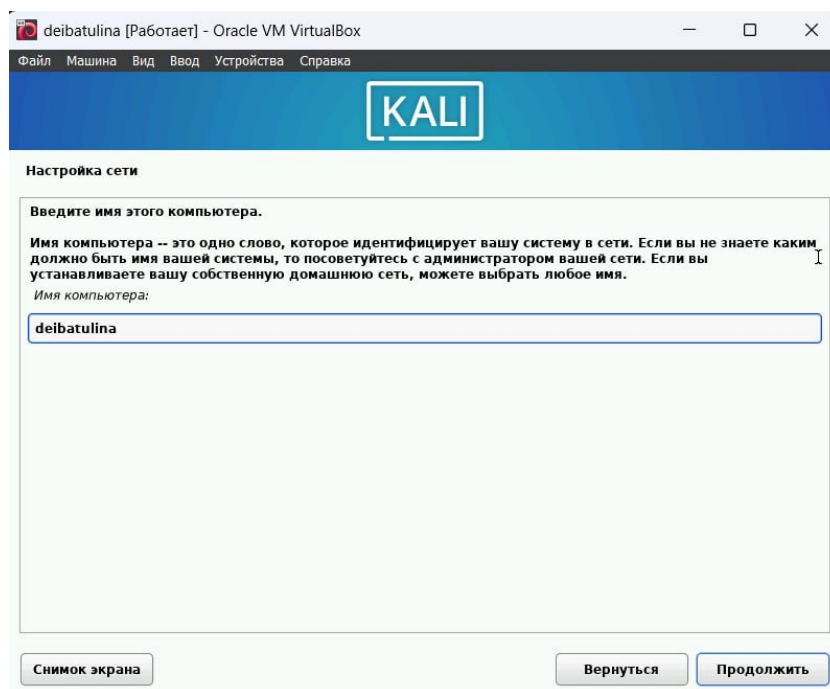 deibatulina [Работает] - Oracle VM VirtualBox
Файл Машина Вид Ввод Устройства Справка
KALI
Настройка сети
Введите имя этого компьютера.
Имя компьютера -- это одно слово, которое идентифицирует вашу систему в сети. Если вы не знаете каким
должно быть имя вашей системы, то посоветуйтесь с администратором вашей сети. Если вы
устанавливаете вашу собственную домашнюю сеть, можете выбрать любое имя.
Имя компьютера:
deibatulina
Снимок экрана Вернуться Продолжить